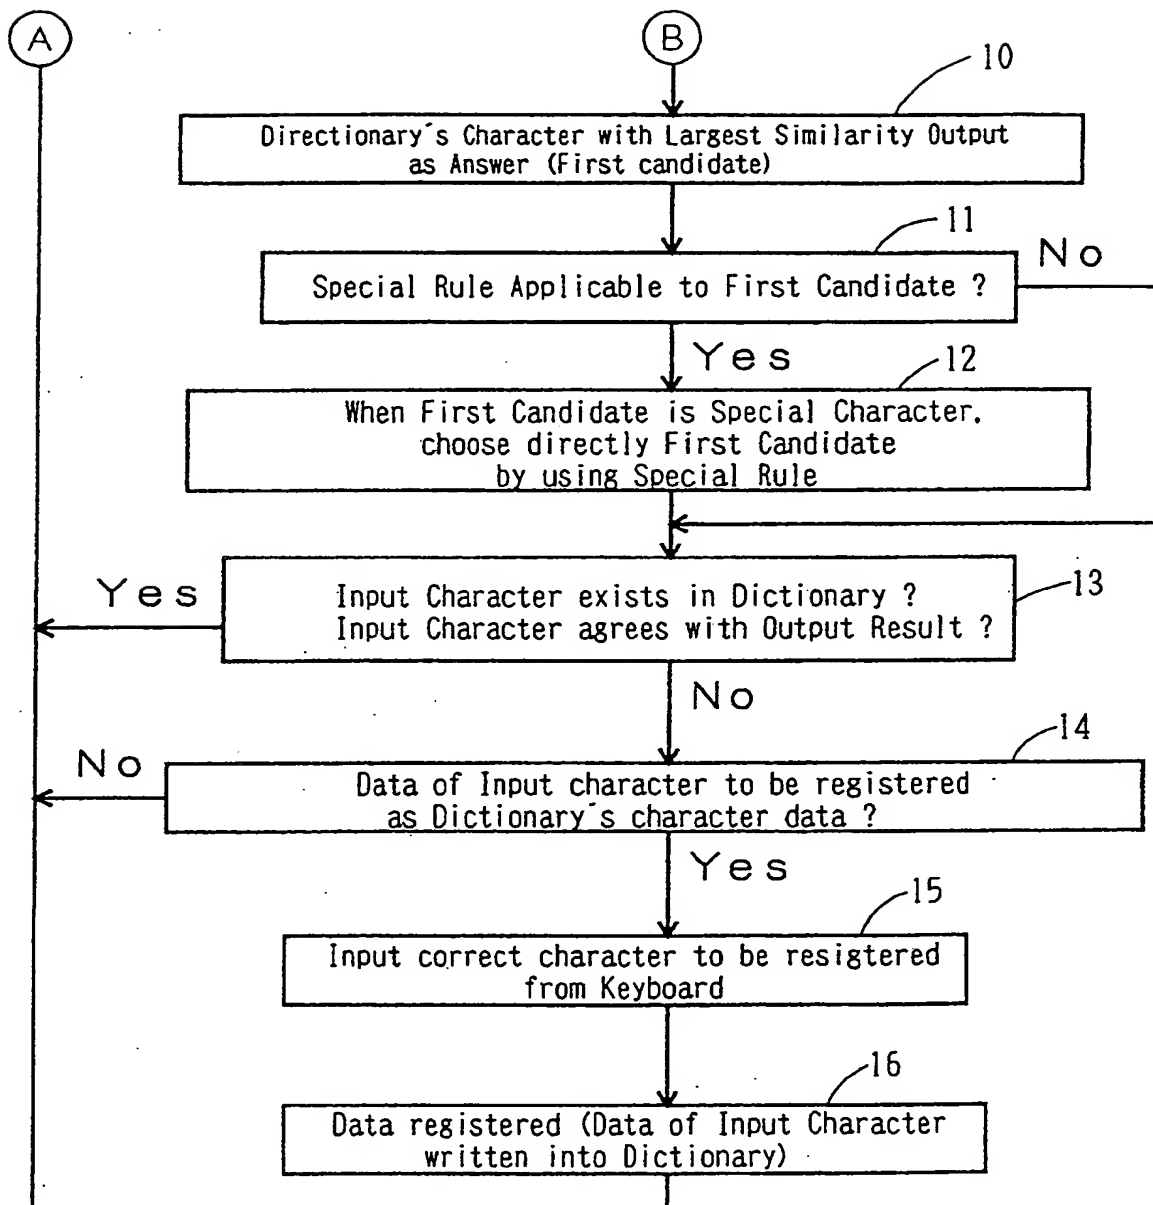 A
B
10
Directionary's Character with Largest Similarity Output
as Answer (First candidate)
11
No
Special Rule Applicable to First Candidate ?
Yes
12
When First Candidate is Special Character.
choose directly First Candidate
by using Special Rule
13
Yes
Input Character exists in Dictionary ?
Input Character agrees with Output Result ?
No
14
No
Data of Input character to be registered
as Dictionary's character data ?
Yes
15
Input correct character to be resigtered
from Keyboard
16
Data registered (Data of Input Character
written into Dictionary)